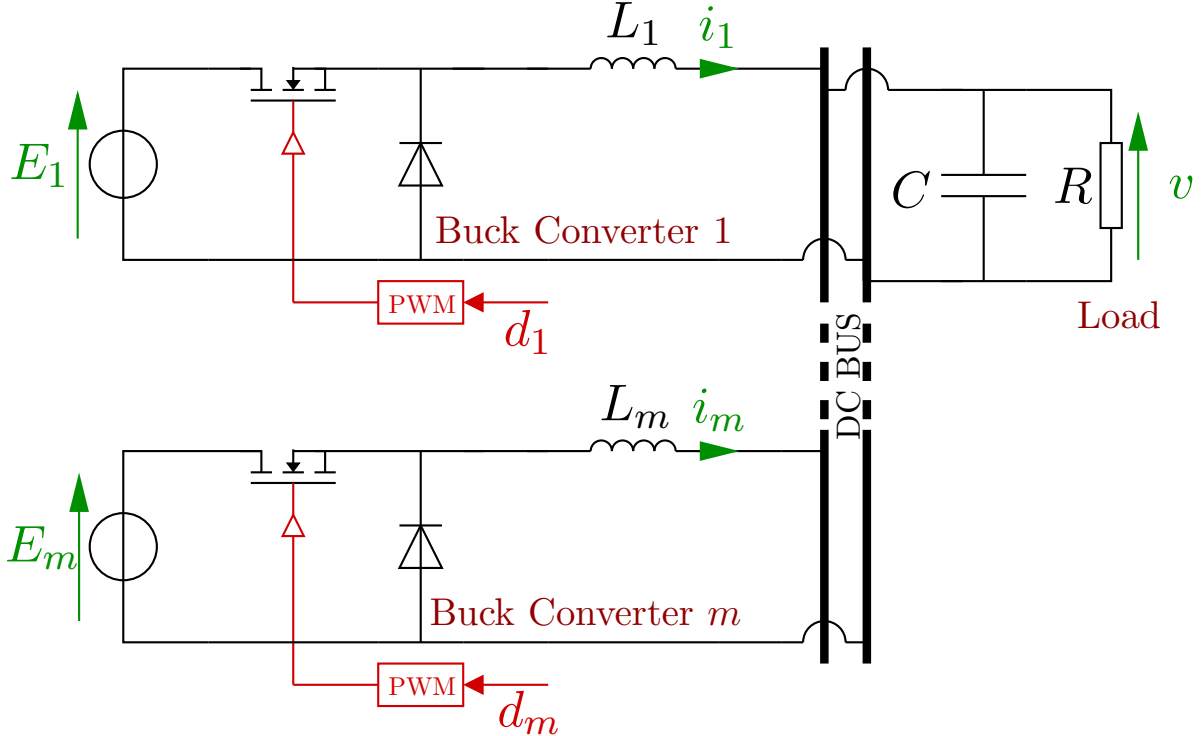 L₁ i₁
E₁
C R v
Buck Converter 1
PWM
d₁
Load
DC BUS
Lₘ iₘ
Eₘ
Buck Converter m
PWM
dₘ